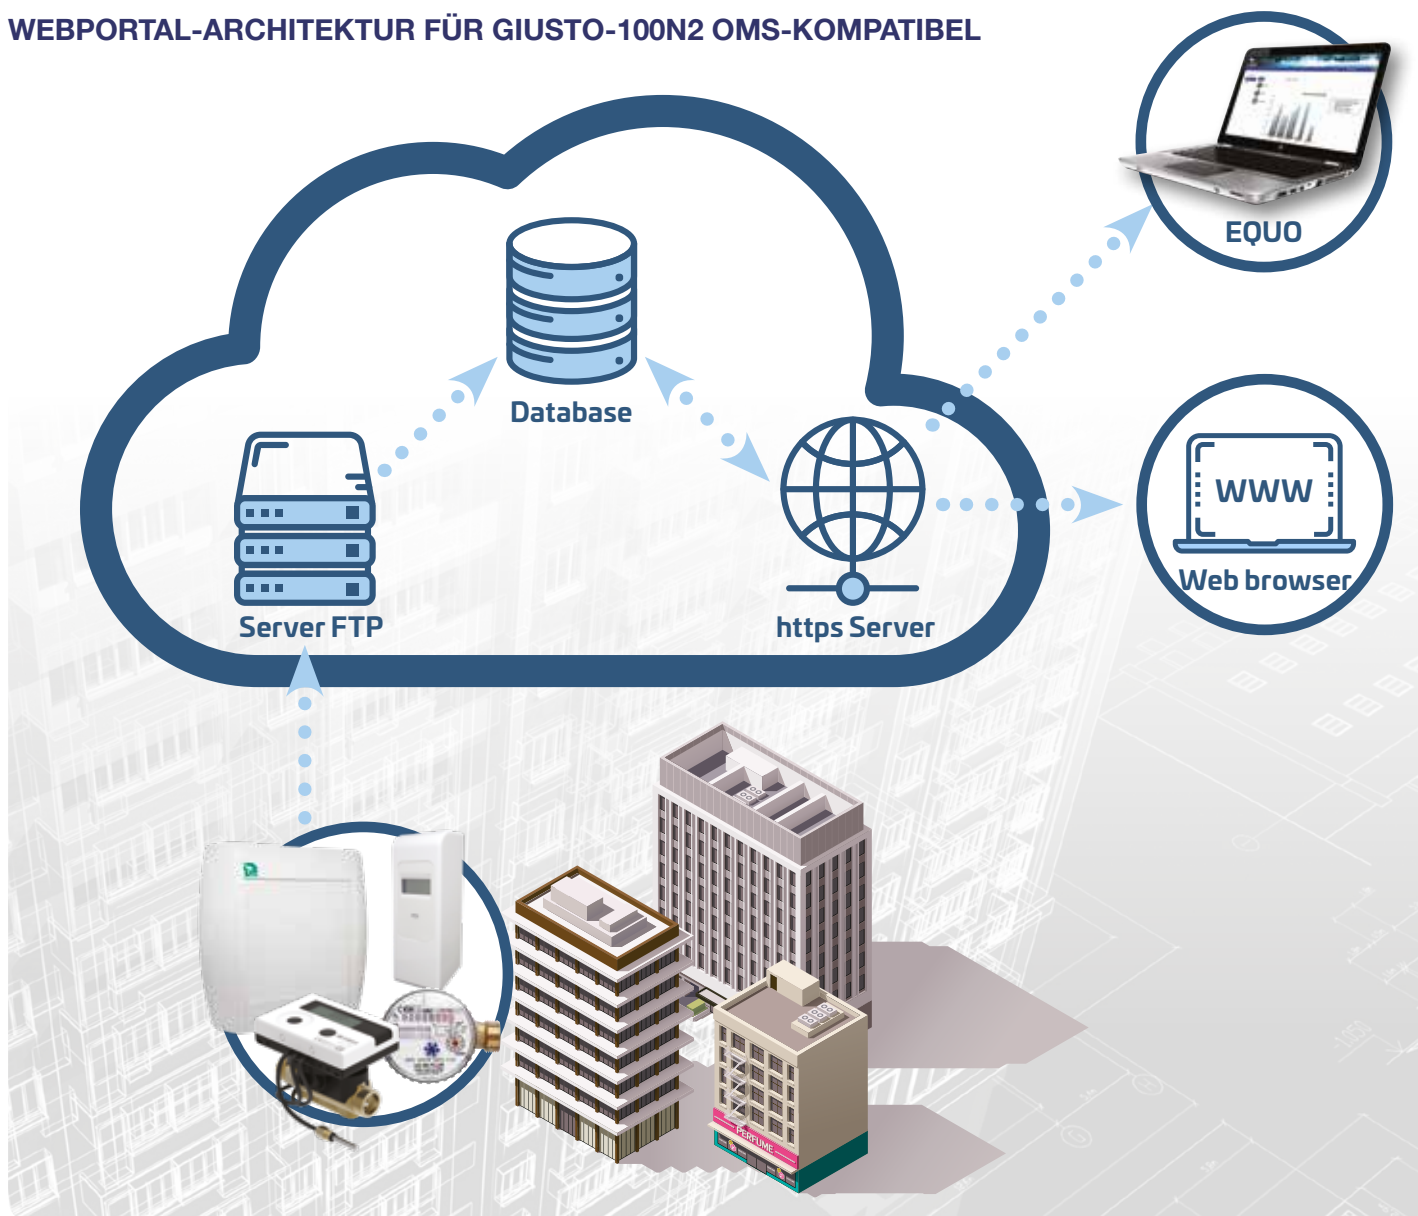 WEBPORTAL-ARCHITEKTUR FÜR GIUSTO-100N2 OMS-KOMPATIBEL
EQUO
Database
WWW
Web browser
Server FTP
https Server
PERFUME